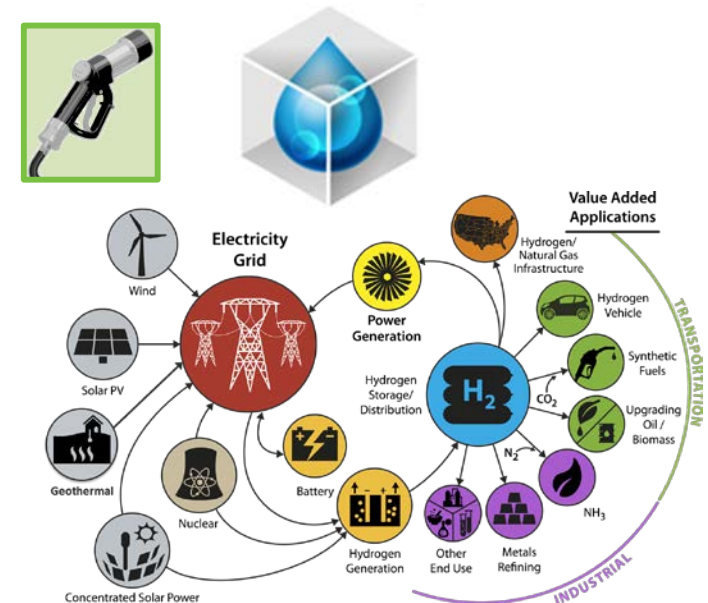 Value Added
Applications
Electricity
Grid
Hydrogen/
Natural Gas
Infrastructure
Wind
Power
Generation
Hydrogen
Vehicle
TRANSPORTATION
Solar PV
Hydrogen
Storage/
Distribution
H2
CO2
Synthetic
Fuels
Upgrading
Oil /
Biomass
N2
Geothermal
Battery
Nuclear
NH3
- +
Hydrogen
Generation
Other
End Use
Metals
Refining
INDUSTRIAL
Concentrated Solar Power